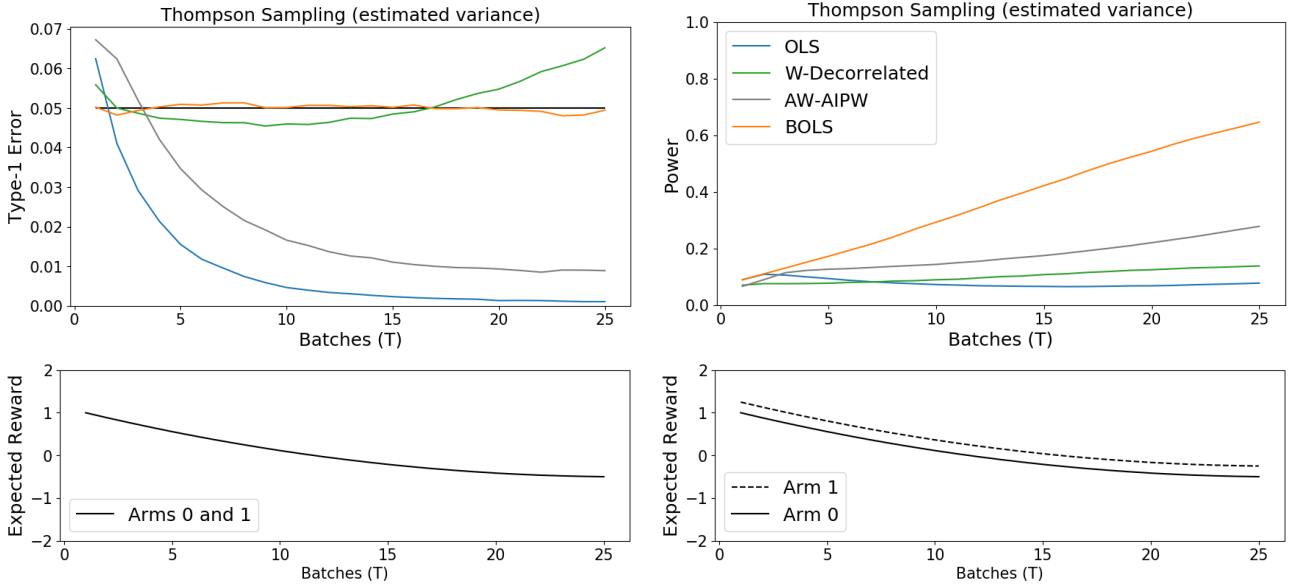 Thompson Sampling (estimated variance)
Type-1 Error
0.07
0.06
0.05
0.04
0.03
0.02
0.01
0.00
0
5
10
15
20
25
Batches (T)
Thompson Sampling (estimated variance)
Power
1.0
0.8
0.6
0.4
0.2
0.0
OLS
W-Decorrelated
AW-AIPW
BOLS
0
5
10
15
20
25
Batches (T)
Expected Reward
2
1
0
−1
−2
Arms 0 and 1
0
5
10
15
20
25
Batches (T)
Expected Reward
2
1
0
−1
−2
Arm 1
Arm 0
0
5
10
15
20
25
Batches (T)